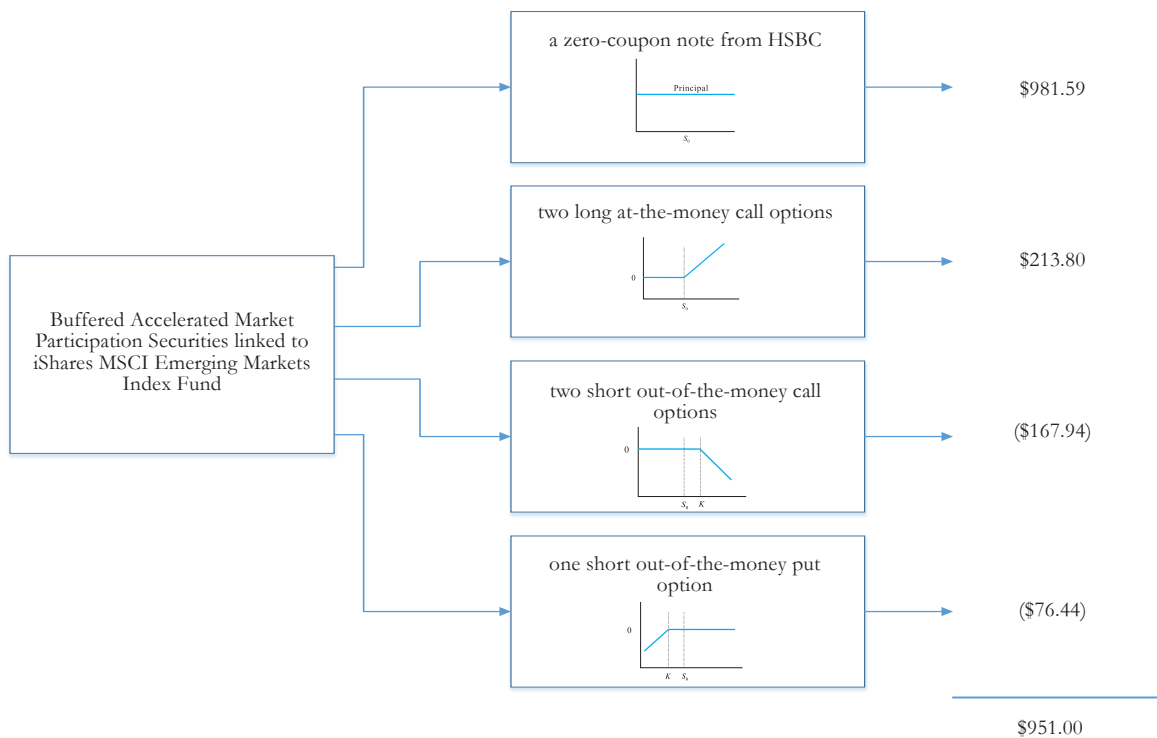 a zero-coupon note from HSBC
Principal
S0
$981.59
two long at-the-money call options
0
S0
$213.80
Buffered Accelerated Market
Participation Securities linked to
iShares MSCI Emerging Markets
Index Fund
two short out-of-the-money call
options
0
S0 K
($167.94)
one short out-of-the-money put
option
0
K S0
($76.44)
$951.00